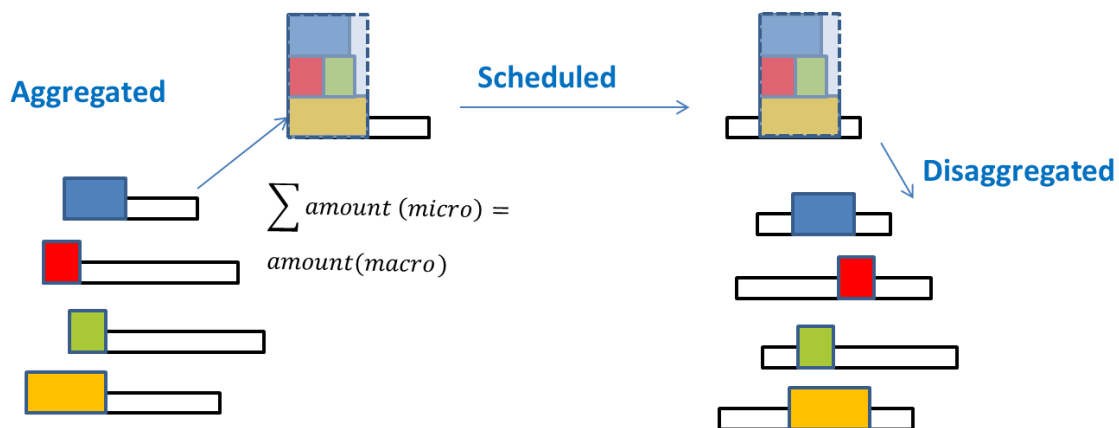 Aggregated
Scheduled
Disaggregated
∑ amount (micro) =
amount(macro)